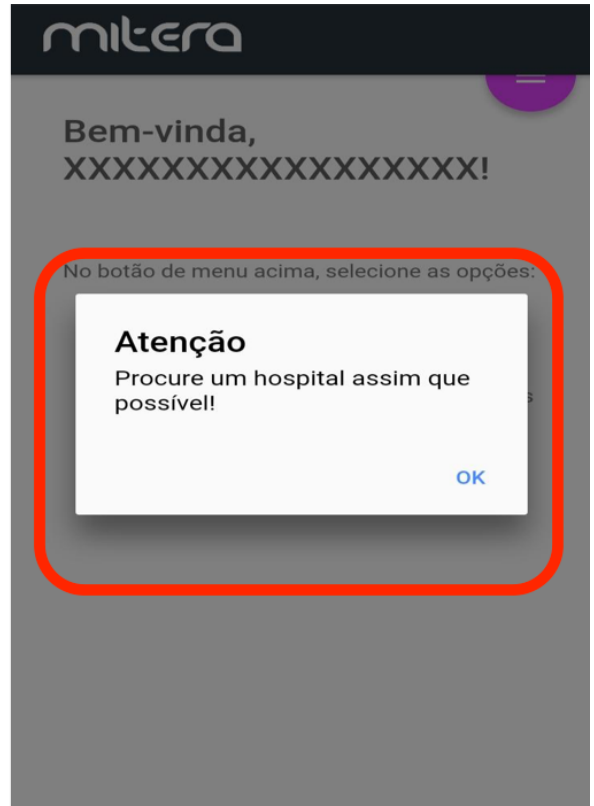 mitera
Bem-vinda,
XXXXXXXXXXXXXXXXX!
No botão de menu acima, selecione as opções:
Atenção
Procure um hospital assim que
possível!
s
OK